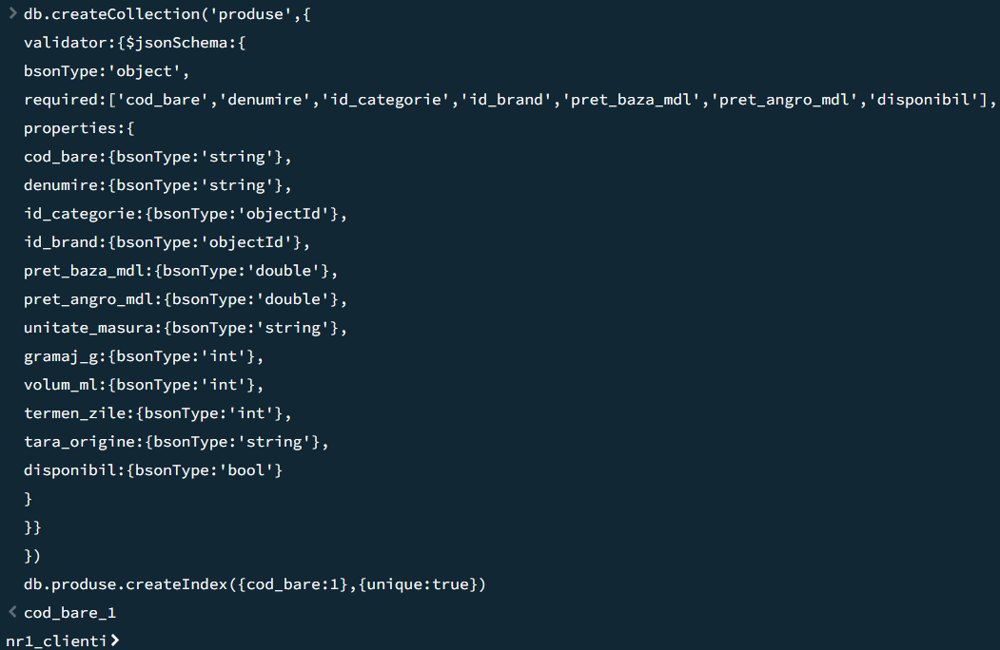 > db.createCollection('produse',{
validator:{$jsonSchema:{
bsonType:'object',
required:['cod_bare','denumire','id_categorie','id_brand','pret_baza_mdl','pret_angro_mdl','disponibil'],
properties:{
cod_bare:{bsonType:'string'},
denumire:{bsonType:'string'},
id_categorie:{bsonType:'objectId'},
id_brand:{bsonType:'objectId'},
pret_baza_mdl:{bsonType:'double'},
pret_angro_mdl:{bsonType:'double'},
unitate_masura:{bsonType:'string'},
gramaj_g:{bsonType:'int'},
volum_ml:{bsonType:'int'},
termen_zile:{bsonType:'int'},
tara_origine:{bsonType:'string'},
disponibil:{bsonType:'bool'}
}
}}
})
db.produse.createIndex({cod_bare:1},{unique:true})
< cod_bare_1
nr1_clienti>